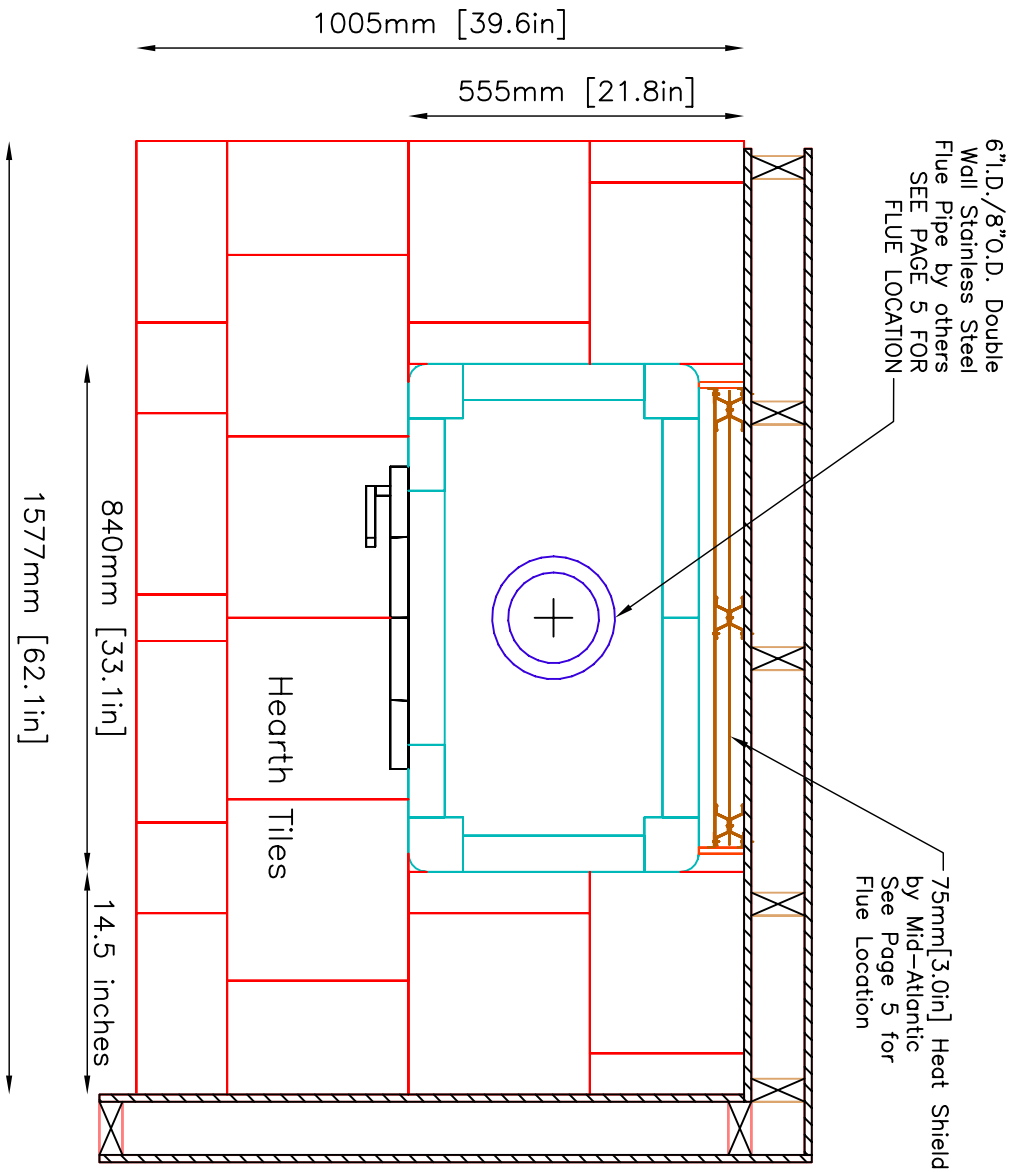 1005mm [39.6in]
555mm [21.8in]
6"I.D./8"O.D. Double
Wall Stainless Steel
Flue Pipe by others
SEE PAGE 5 FOR
FLUE LOCATION
75mm[3.0in] Heat Shield
by Mid-Atlantic
See Page 5 for
Flue Location
Hearth Tiles
840mm [33.1in]
14.5 inches
1577mm [62.1in]